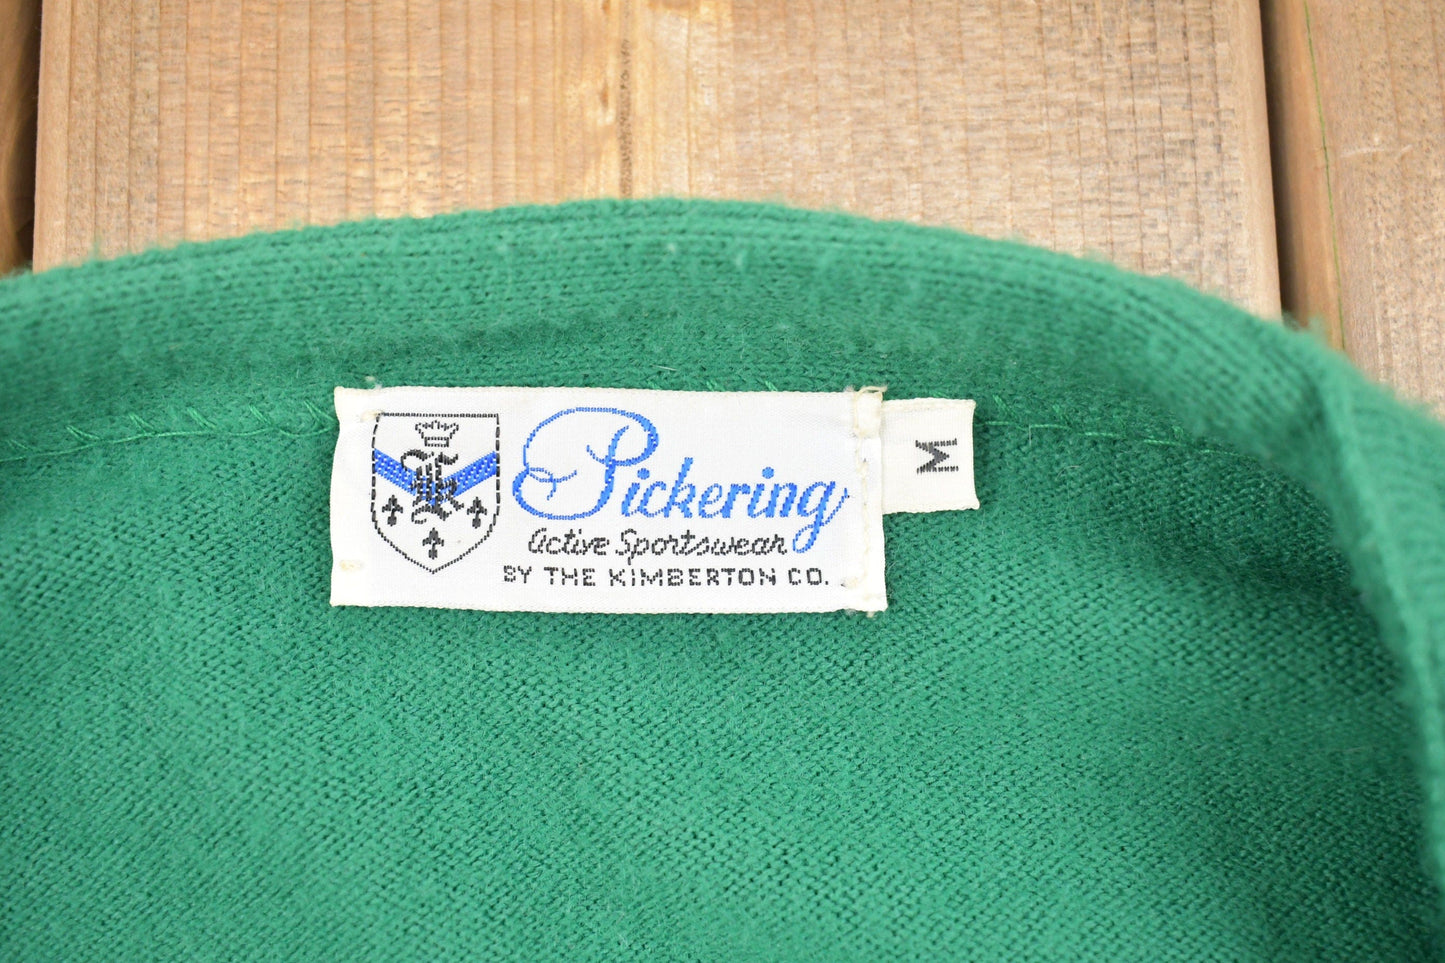 Pickering
Active Sportswear
BY THE KIMBERTON CO.
M